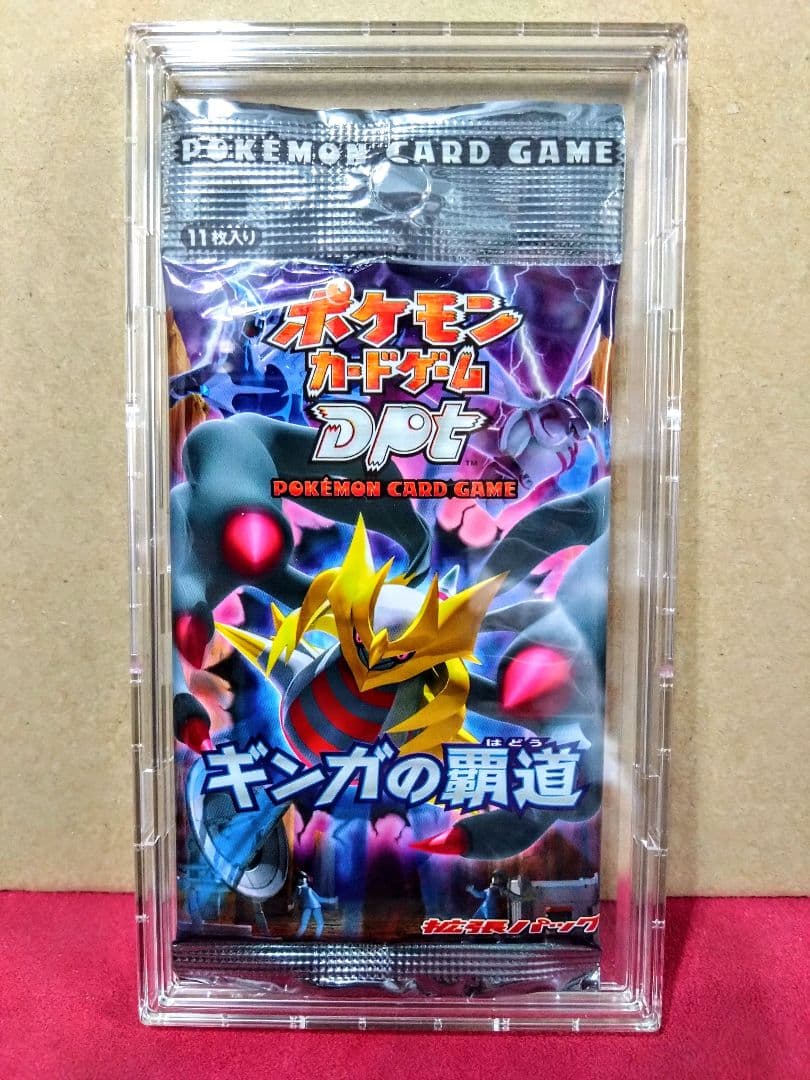 POKÉMON CARD GAME
11枚入り
ポケモン
カードゲーム
DPt
™
POKÉMON CARD GAME
はどう
ギンガの覇道
拡張パック